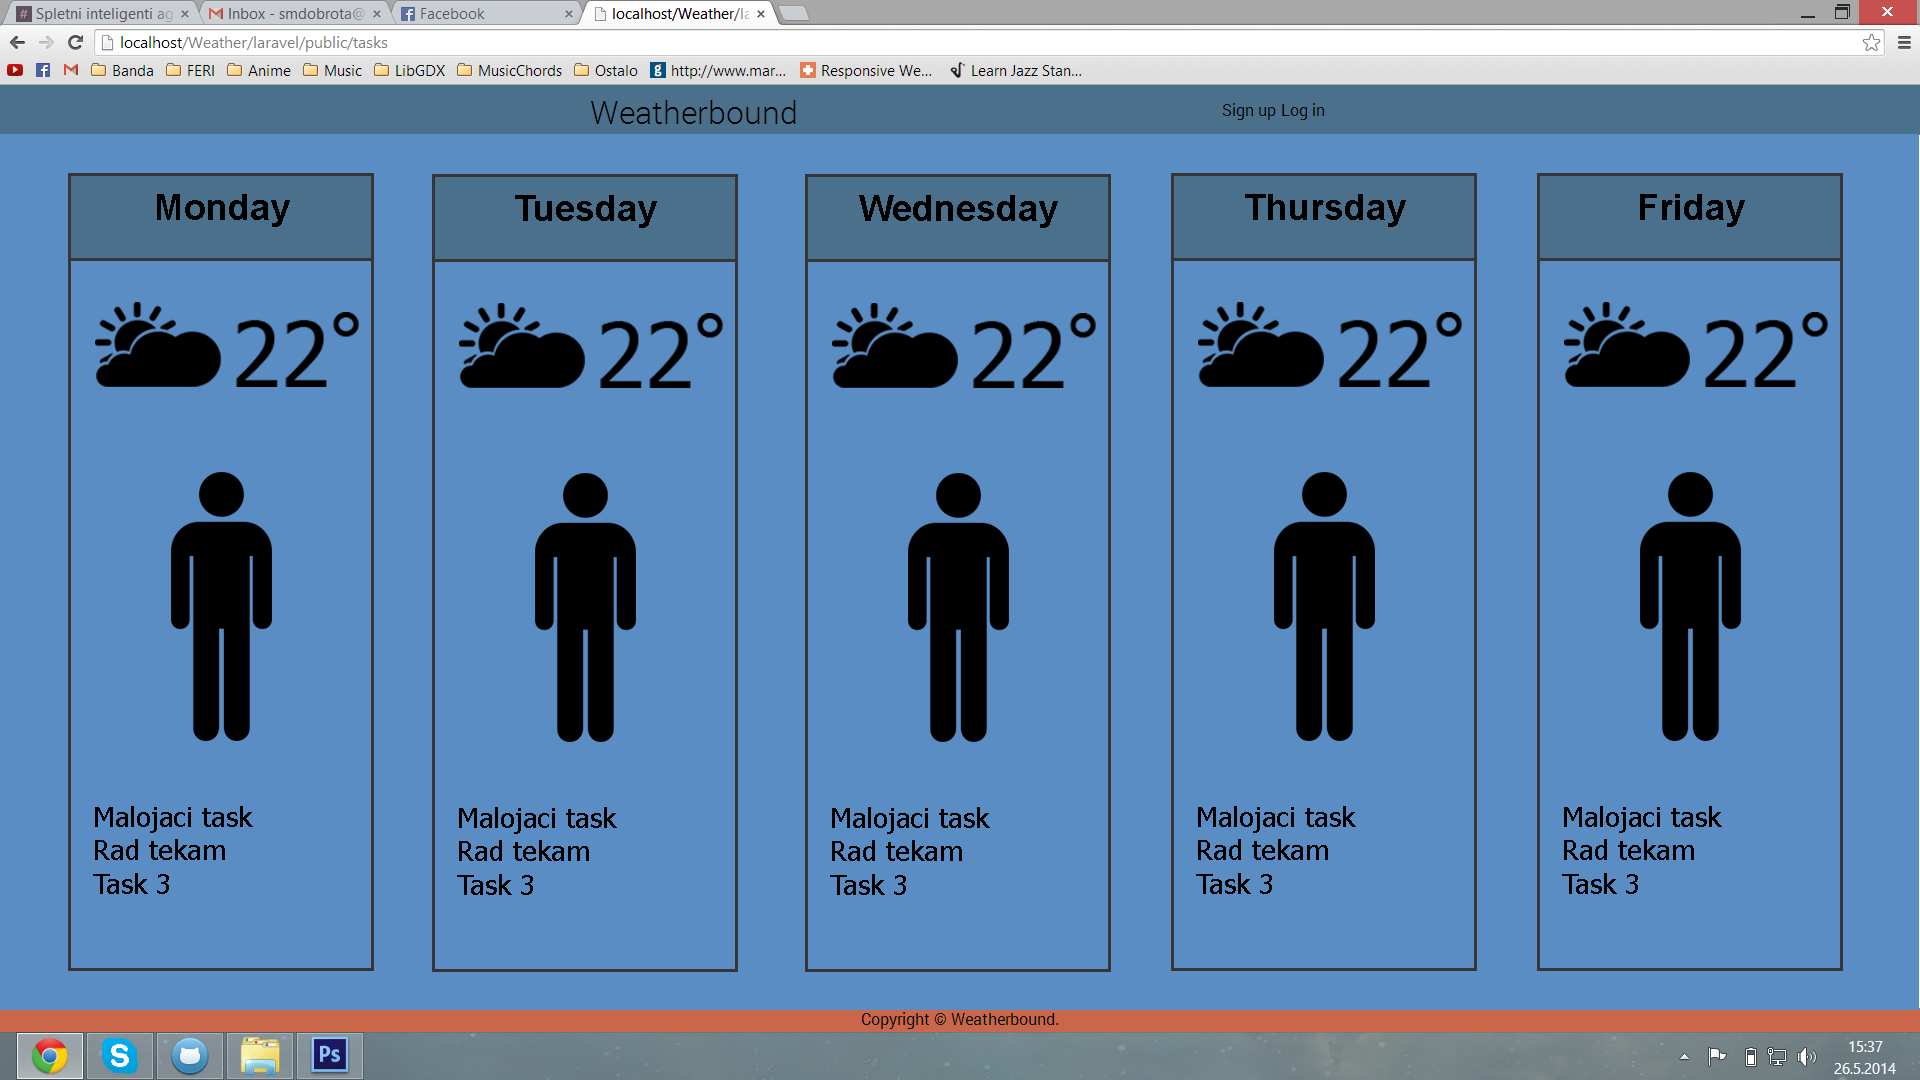 Spletni inteligenti ag
Inbox - smdobrota@
Facebook
localhost/Weather/la
localhost/Weather/laravel/public/tasks
Banda FERI Anime Music LibGDX MusicChords Ostalo http://www.mar... Responsive We... Learn Jazz Stan...
Weatherbound
Sign up Log in
Monday
22°
Malojaci task
Rad tekam
Task 3
Tuesday
22°
Malojaci task
Rad tekam
Task 3
Wednesday
22°
Malojaci task
Rad tekam
Task 3
Thursday
22°
Malojaci task
Rad tekam
Task 3
Friday
22°
Malojaci task
Rad tekam
Task 3
Copyright © Weatherbound.
Ps
15:37
26.5.2014